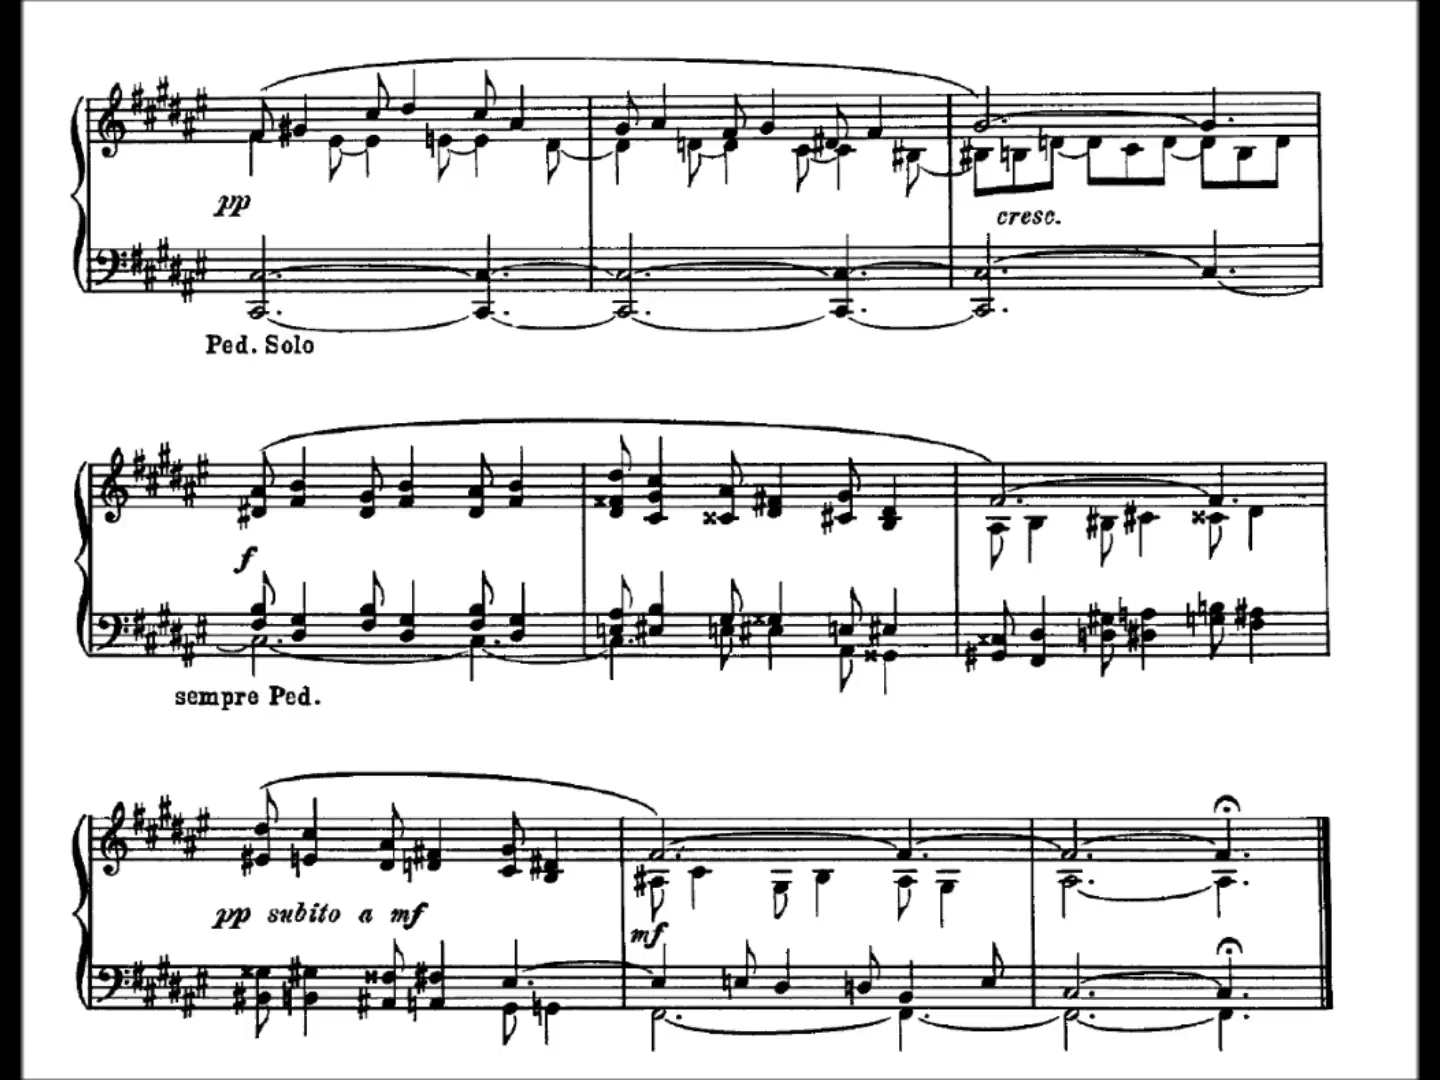 pp
cresc.
Ped. Solo
f
sempre Ped.
pp subito a mf
mf